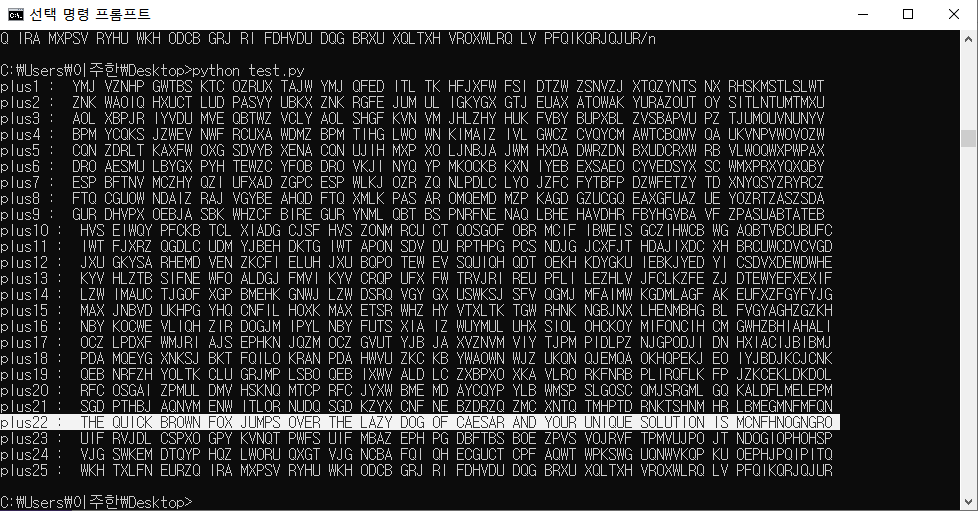 선택 명령 프롬프트
Q IRA MXPSV RYHU WKH ODCB GRJ RI FDHVDU DQG BRXU XQLTXH VROXWLRQ LV PFQIKQRJQJUR/n
C:\Users\이주한\Desktop>python test.py
plus1 : YMJ VZNHP GWTBS KTC OZRUX TAJW YMJ QFED ITL TK HFJXFW FSI DTZW ZSNVZJ XTQZYNTS NX RHSKMSTLSLWT
plus2 : ZNK WAOIQ HXUCT LUD PASVY UBKX ZNK RGFE JUM UL IGKYGX GTJ EUAX ATOWAK YURAZOUT OY SITLNTUMTMXU
plus3 : AOL XBPJR IYVDU MVE QBTWZ VCLY AOL SHGF KVN VM JHLZHY HUK FVBY BUPXBL ZVSBAPVU PZ TJUMOUVNUNYV
plus4 : BPM YCQKS JZWEV NWF RCUXA WDMZ BPM TIHG LWO WN KIMAIZ IVL GWCZ CVQYCM AWTCBQWV QA UKVNPVWOVOZW
plus5 : CQN ZDRLT KAXFW OXG SDVYB XENA CQN UJIH MXP XO LJNBJA JWM HXDA DWRZDN BXUDCRXW RB VLWOQWXPWPAX
plus6 : DRO AESMU LBYGX PYH TEWZC YFOB DRO VKJI NYQ YP MKOCKB KXN IYEB EXSAEO CYVEDSYX SC WMXPRXYQXQBY
plus7 : ESP BFTNV MCZHY QZI UFXAD ZGPC ESP WLKJ OZR ZQ NLPDLC LYO JZFC FYTBFP DZWFETZY TD XNYQSYZRYRCZ
plus8 : FTQ CGUOW NDAIZ RAJ VGYBE AHQD FTQ XMLK PAS AR OMQEMD MZP KAGD GZUCGQ EAXGFUAZ UE YOZRTZASZSDA
plus9 : GUR DHVPX OEBJA SBK WHZCF BIRE GUR YNML QBT BS PNRFNE NAQ LBHE HAVDHR FBYHGVBA VF ZPASUABTATEB
plus10 : HVS EIWQY PFCKB TCL XIADG CJSF HVS ZONM RCU CT QOSGOF OBR MCIF IBWEIS GCZIHWCB WG AQBTVBCUBUFC
plus11 : IWT FJXRZ QGDLC UDM YJBEH DKTG IWT APON SDV DU RPTHPG PCS NDJG JCXFJT HDAJIXDC XH BRCUWCDVCVGD
plus12 : JXU GKYSA RHEMD VEN ZKCFI ELUH JXU BQPO TEW EV SQUIQH QDT OEKH KDYGKU IEBKJYED YI CSDVXDEWDWHE
plus13 : KYV HLZTB SIFNE WFO ALDGJ FMVI KYV CRQP UFX FW TRVJRI REU PFLI LEZHLV JFCLKZFE ZJ DTEWYEFXEXIF
plus14 : LZW IMAUC TJGOF XGP BMEHK GNWJ LZW DSRQ VGY GX USWKSJ SFV QGMJ MFAIMW KGDMLAGF AK EUFXZFGYFYJG
plus15 : MAX JNBVD UKHPG YHQ CNFIL HOXK MAX ETSR WHZ HY VTXLTK TGW RHNK NGBJNX LHENMBHG BL FVGYAGHZGZKH
plus16 : NBY KOCWE VLIQH ZIR DOGJM IPYL NBY FUTS XIA IZ WUYMUL UHX SIOL OHCKOY MIFONCIH CM GWHZBHIAHALI
plus17 : OCZ LPDXF WMJRI AJS EPHKN JQZM OCZ GVUT YJB JA XVZNVM VIY TJPM PIDLPZ NJGPODJI DN HXIACIJBIBMJ
plus18 : PDA MQEYG XNKSJ BKT FQILO KRAN PDA HWVU ZKC KB YWAOWN WJZ UKQN QJEMQA OKHQPEKJ EO IYJBDJKCJCNK
plus19 : QEB NRFZH YOLTK CLU GRJMP LSBO QEB IXWV ALD LC ZXBPXO XKA VLRO RKFNRB PLIRQFLK FP JZKCEKLDKDOL
plus20 : RFC OSGAI ZPMUL DMV HSKNQ MTCP RFC JYXW BME MD AYCQYP YLB WMSP SLGOSC QMJSRGML GQ KALDFLMELEPM
plus21 : SGD PTHBJ AQNVM ENW ITLOR NUDQ SGD KZYX CNF NE BZDRZQ ZMC XNTQ TMHPTD RNKTSHNM HR LBMEGMNFMFQN
plus22 : THE QUICK BROWN FOX JUMPS OVER THE LAZY DOG OF CAESAR AND YOUR UNIQUE SOLUTION IS MCNFHNOGNGRO
plus23 : UIF RVJDL CSPXO GPY KVNQT PWFS UIF MBAZ EPH PG DBFTBS BOE ZPVS VOJRVF TPMVUJPO JT NDOGIOPHOHSP
plus24 : VJG SWKEM DTQYP HQZ LWORU QXGT VJG NCBA FQI QH ECGUCT CPF AQWT WPKSWG UQNWVKQP KU OEPHJPQIPITQ
plus25 : WKH TXLFN EURZQ IRA MXPSV RYHU WKH ODCB GRJ RI FDHVDU DQG BRXU XQLTXH VROXWLRQ LV PFQIKQRJQJUR
C:\Users\이주한\Desktop>